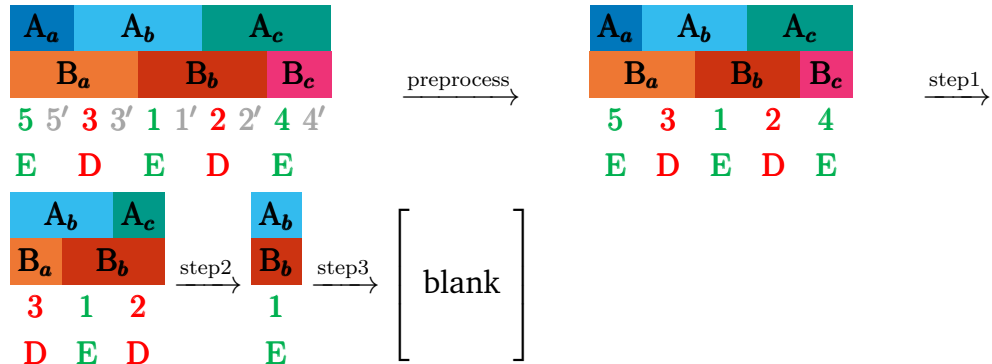 A_a A_b A_c A_a A_b A_c
B_a B_b B_c preprocess B_a B_b B_c step1
5 5′ 3 3′ 1 1′ 2 2′ 4 4′ 5 3 1 2 4
E D E D E E D E D E
A_b A_c A_b
B_a B_b step2 B_b step3 blank
3 1 2 1
D E D E